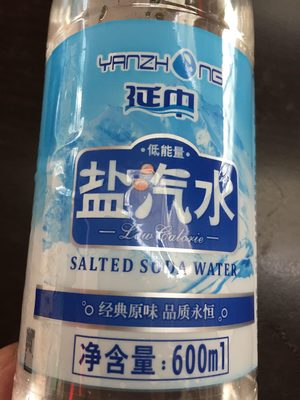 YANZHONG
延中
·低能量·
盐汽水
Low Calorie
SALTED SODA WATER
经典原味 品质永恒
净含量:600ml